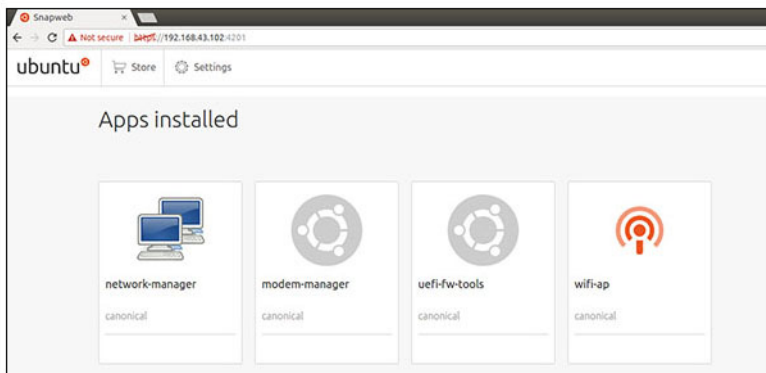 Snapweb ×
Not secure | https://192.168.43.102:4201
ubuntu Store Settings
Apps installed
network-manager modem-manager uefi-fw-tools wifi-ap
canonical canonical canonical canonical